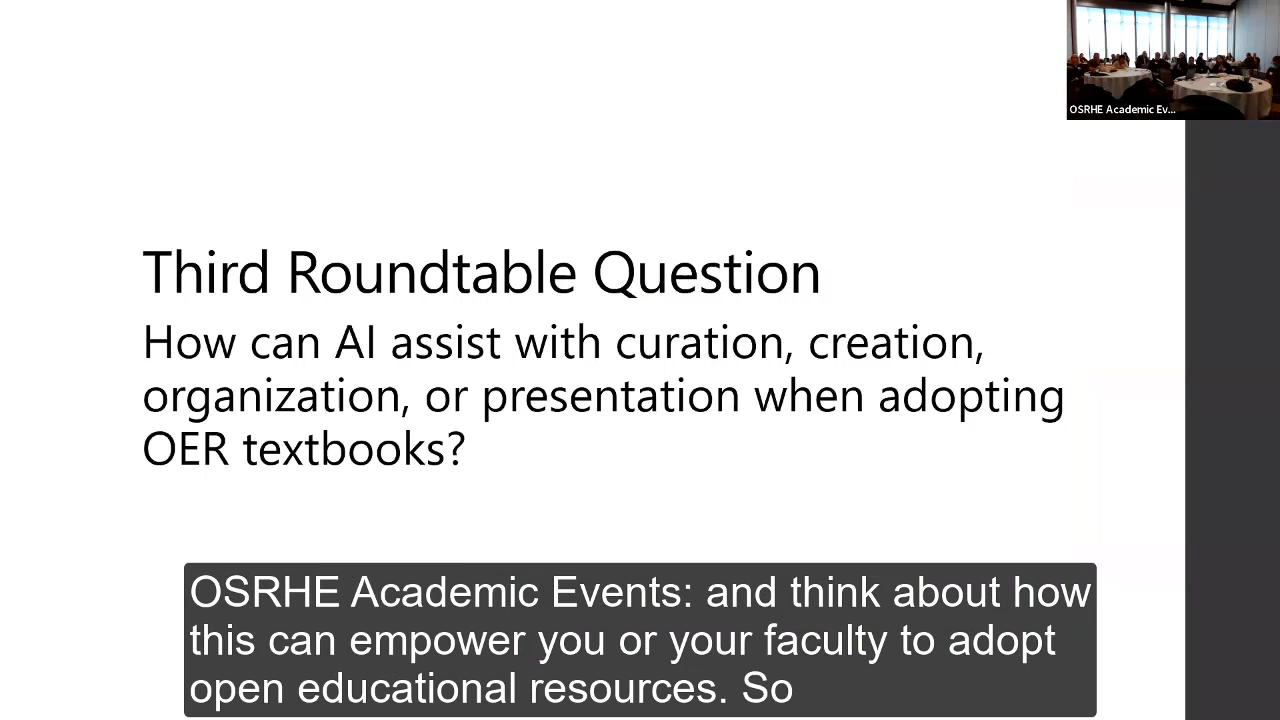 OSRHE Academic Ev...
Third Roundtable Question
How can AI assist with curation, creation,
organization, or presentation when adopting
OER textbooks?
OSRHE Academic Events: and think about how
this can empower you or your faculty to adopt
open educational resources. So